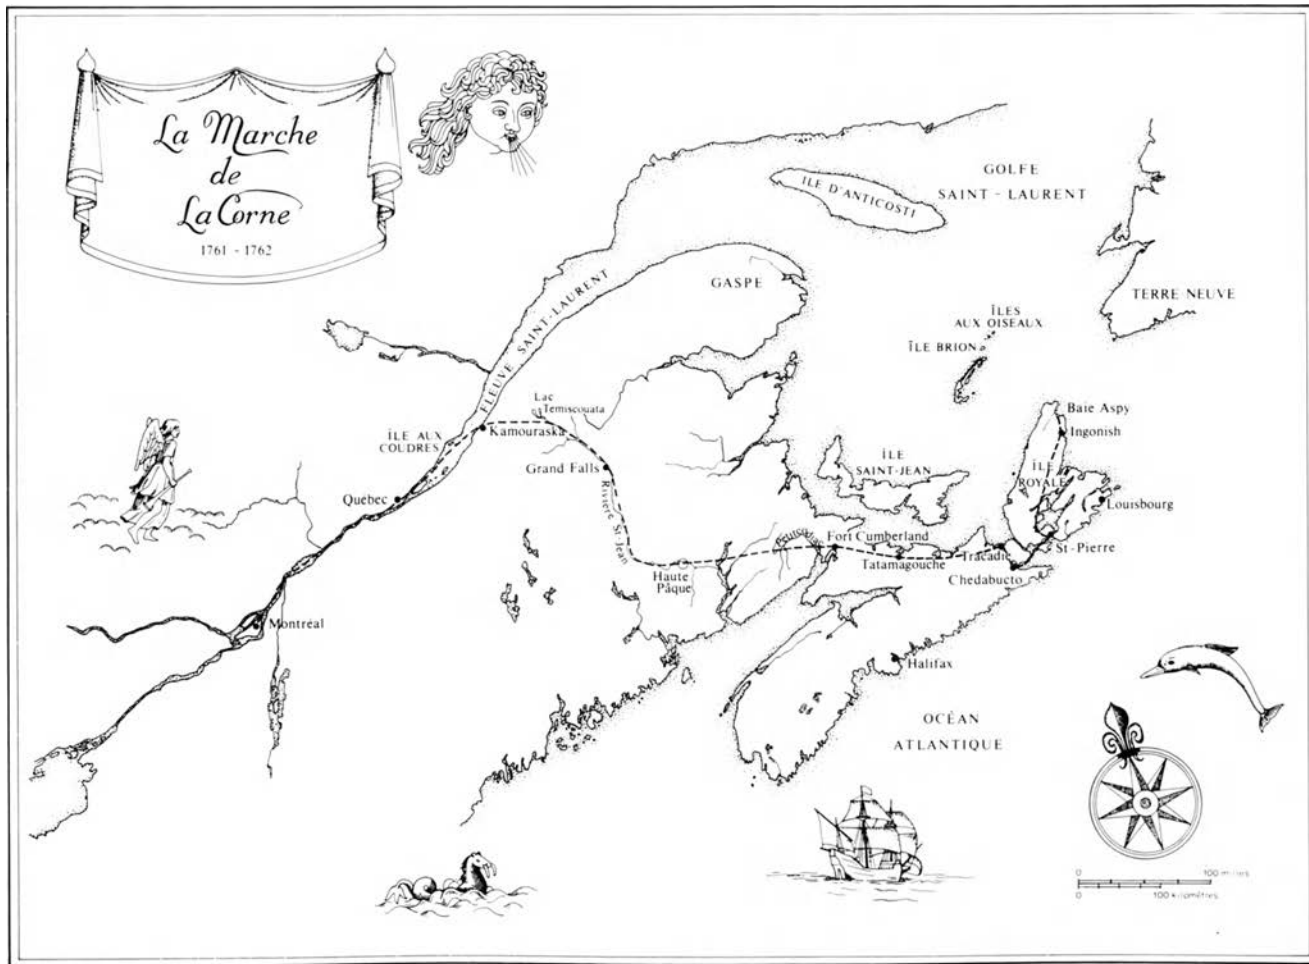 La Marche
de
La Corne
1761 - 1762
GOLFE
SAINT - LAURENT
ILE D'ANTICOSTI
GASPE
TERRE NEUVE
FLEUVE SAINT-LAURENT
ÎLES
AUX OISEAUX
ÎLE BRION
Lac
Temiscouata
Baie Aspy
Kamouraska
Ingonish
ÎLE AUX
COUDRES
Grand Falls
ÎLE
SAINT-JEAN
ÎLE
ROYALE
Québec
Rivière St-Jean
Louisbourg
Petitcodiac
Fort Cumberland
Tracadie
St-Pierre
Tatamagouche
Haute
Pâque
Chedabucto
Montréal
Halifax
OCÉAN
ATLANTIQUE
0 100 milles
0 100 kilomètres